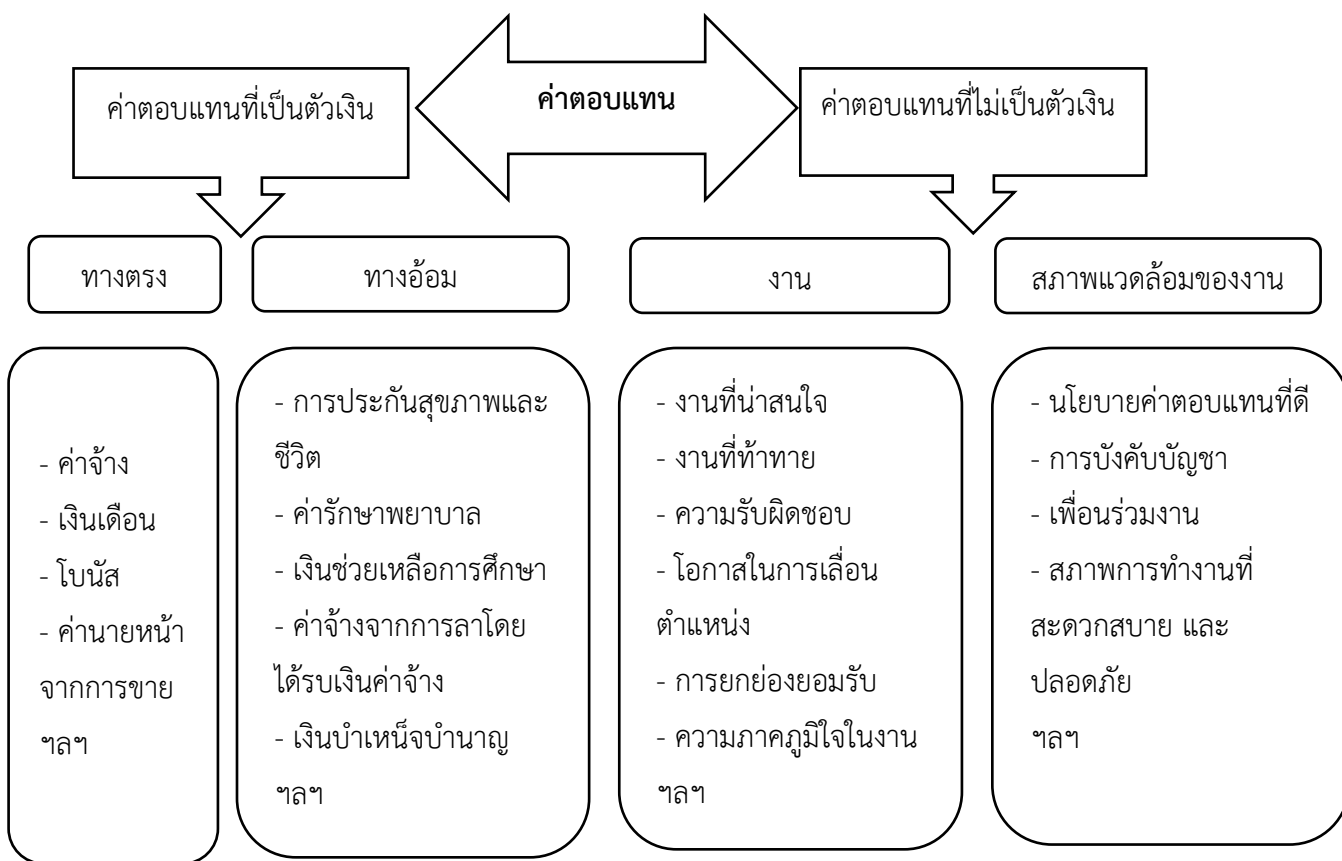 ค่าตอบแทน
ค่าตอบแทนที่เป็นตัวเงิน
ค่าตอบแทนที่ไม่เป็นตัวเงิน
ทางตรง
ทางอ้อม
งาน
สภาพแวดล้อมของงาน
- ค่าจ้าง
- เงินเดือน
- โบนัส
- ค่านายหน้า
จากการขาย
ฯลฯ
- การประกันสุขภาพและ
ชีวิต
- ค่ารักษาพยาบาล
- เงินช่วยเหลือการศึกษา
- ค่าจ้างจากการลาโดย
ได้รบเงินค่าจ้าง
- เงินบำเหน็จบำนาญ
ฯลฯ
- งานที่น่าสนใจ
- งานที่ท้าทาย
- ความรับผิดชอบ
- โอกาสในการเลื่อน
ตำแหน่ง
- การยกย่องยอมรับ
- ความภาคภูมิใจในงาน
ฯลฯ
- นโยบายค่าตอบแทนที่ดี
- การบังคับบัญชา
- เพื่อนร่วมงาน
- สภาพการทำงานที่
สะดวกสบาย และ
ปลอดภัย
ฯลฯ